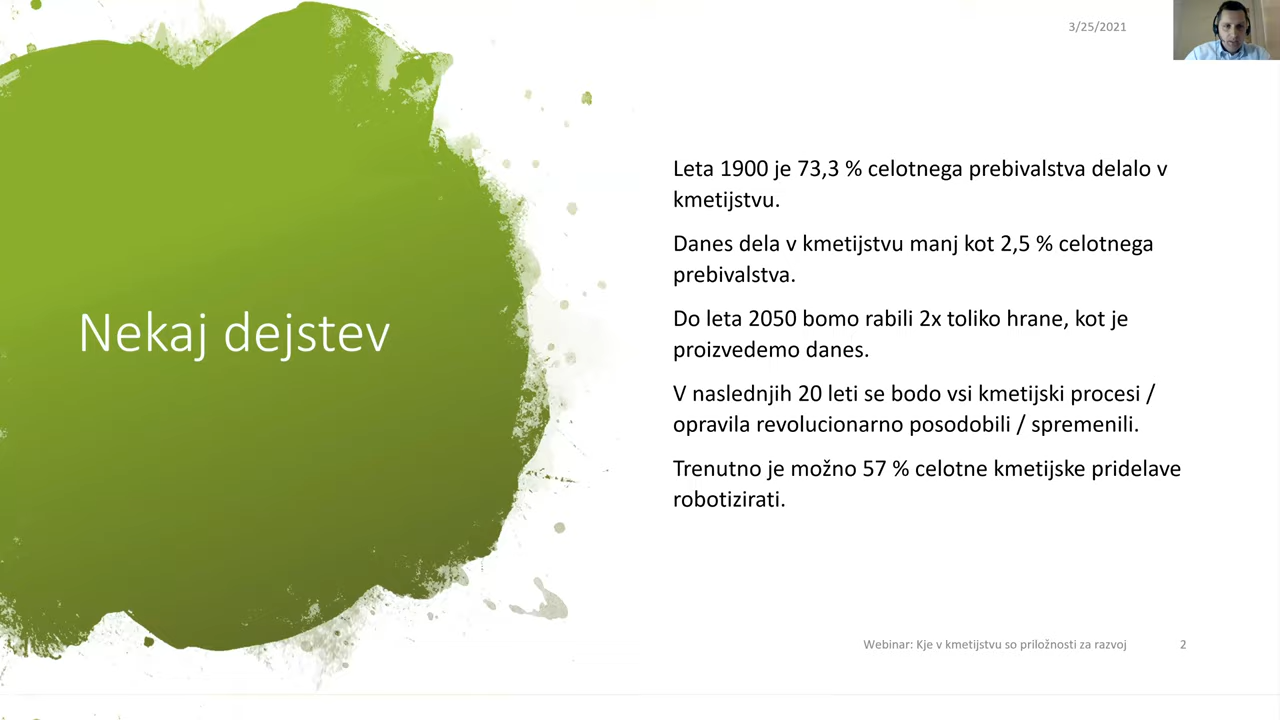 3/25/2021
Nekaj dejstev
Leta 1900 je 73,3 % celotnega prebivalstva delalo v
kmetijstvu.
Danes dela v kmetijstvu manj kot 2,5 % celotnega
prebivalstva.
Do leta 2050 bomo rabili 2x toliko hrane, kot je
proizvedemo danes.
V naslednjih 20 leti se bodo vsi kmetijski procesi /
opravila revolucionarno posodobili / spremenili.
Trenutno je možno 57 % celotne kmetijske pridelave
robotizirati.
Webinar: Kje v kmetijstvu so priložnosti za razvoj
2